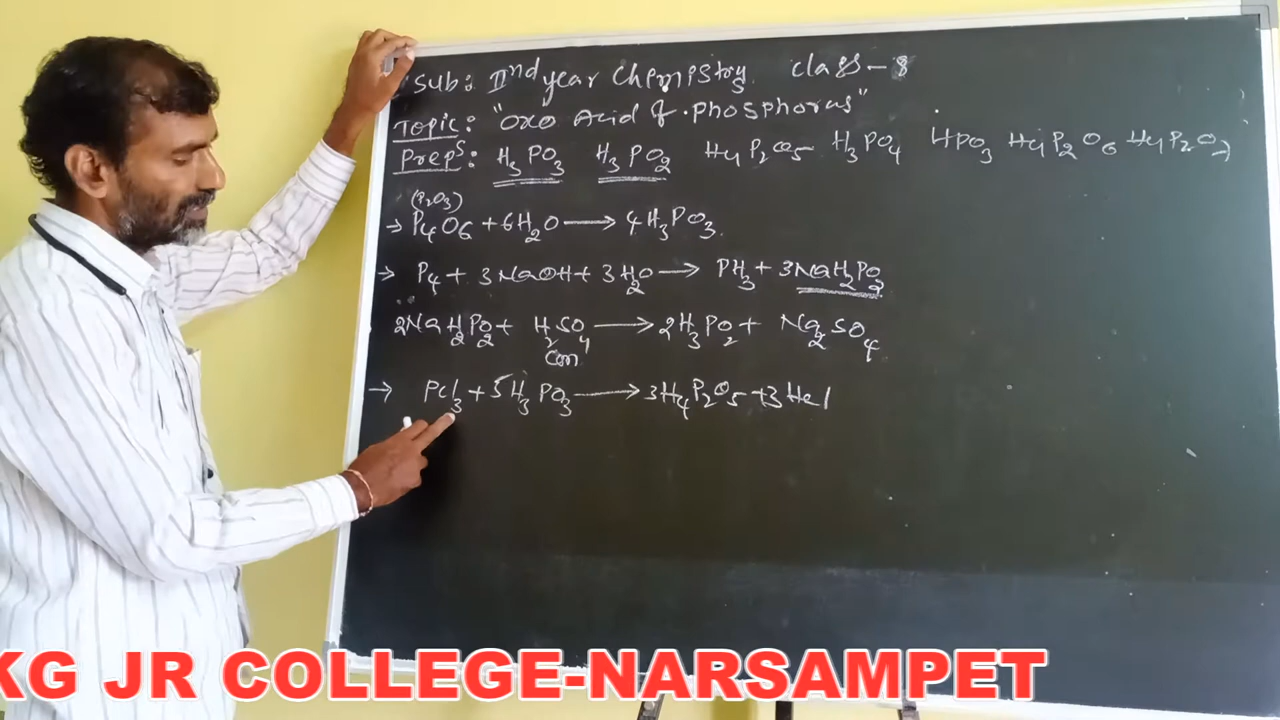 Sub: IInd year Chemistry class - 8
Topic: "OXO Acid of phosphorus"
Preps: H3PO3 H3PO2 H4P2O5 H3PO4 HPO3 H4P2O6 H4P2O7
(P2O3)
→ P4O6 + 6H2O → 4H3PO3.
→ P4 + 3NaOH + 3H2O → PH3 + 3NaH2PO2
2NaH2PO2 + H2SO4 → 2H3PO2 + Na2SO4
Con
→ PCl3 + 5H3PO3 → 3H4P2O5 + 3HCl
KG JR COLLEGE-NARSAMPET